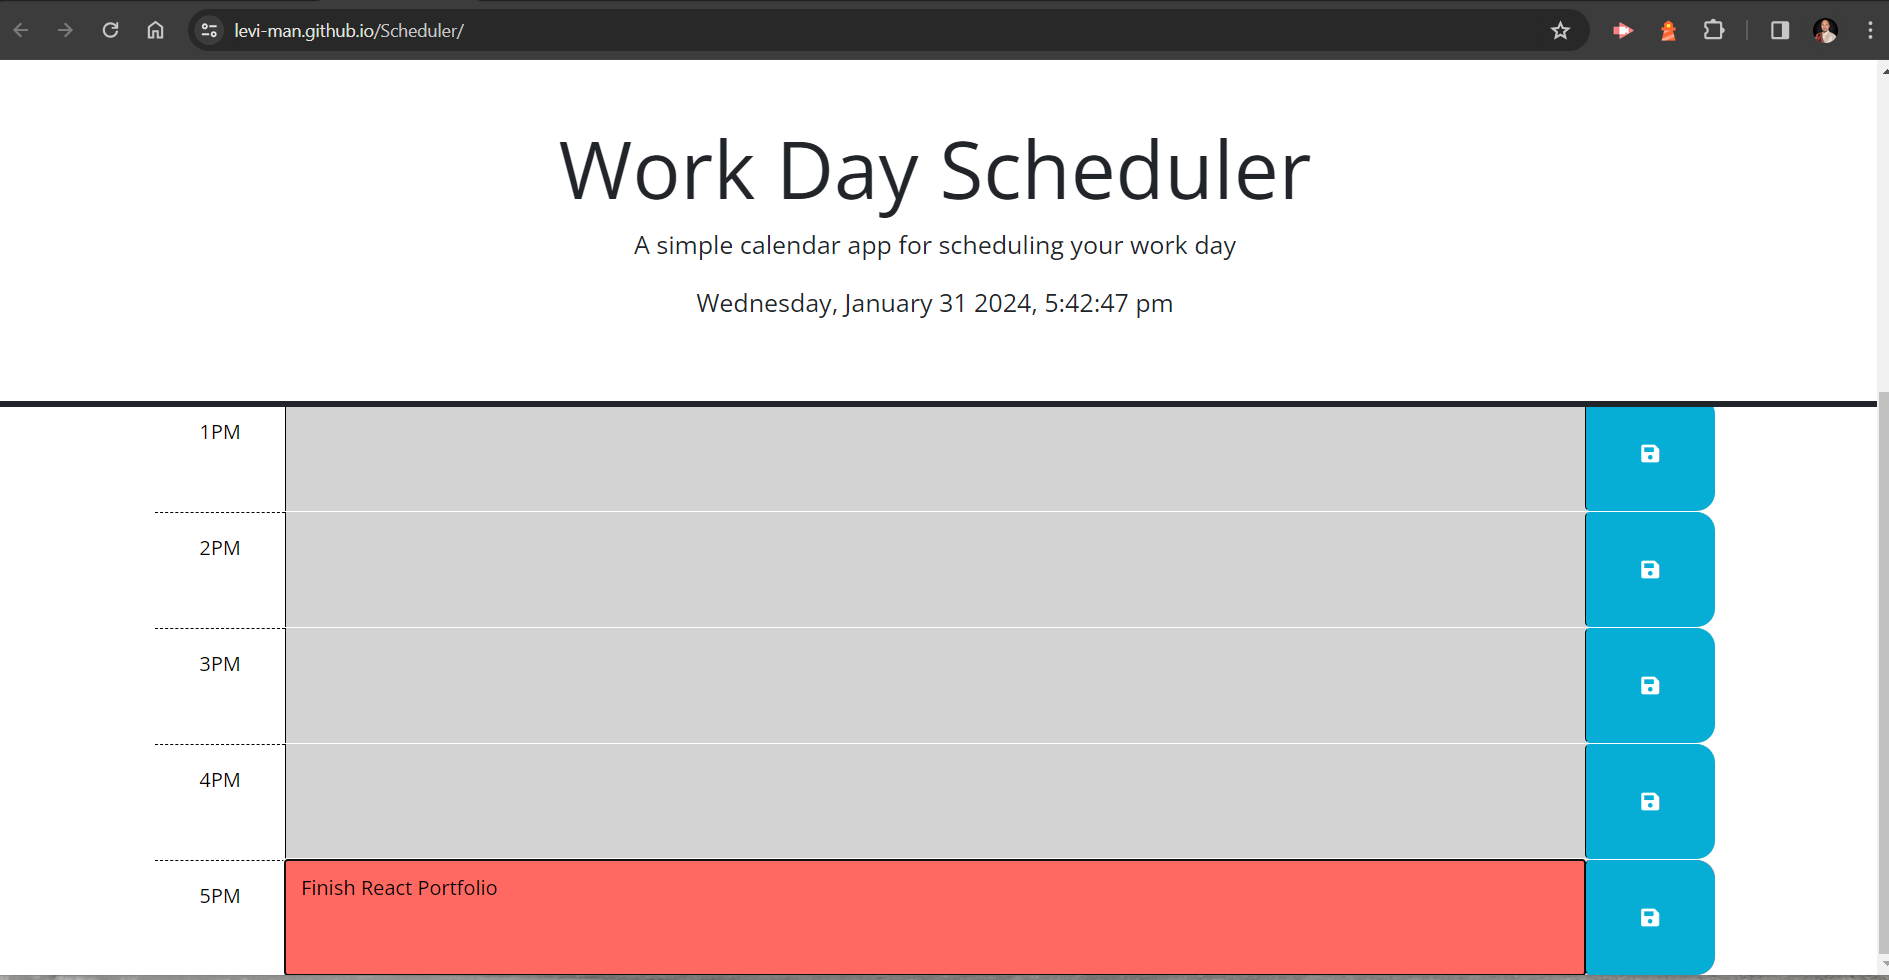 levi-man.github.io/Scheduler/
Work Day Scheduler
A simple calendar app for scheduling your work day
Wednesday, January 31 2024, 5:42:47 pm
1PM
2PM
3PM
4PM
5PM
Finish React Portfolio